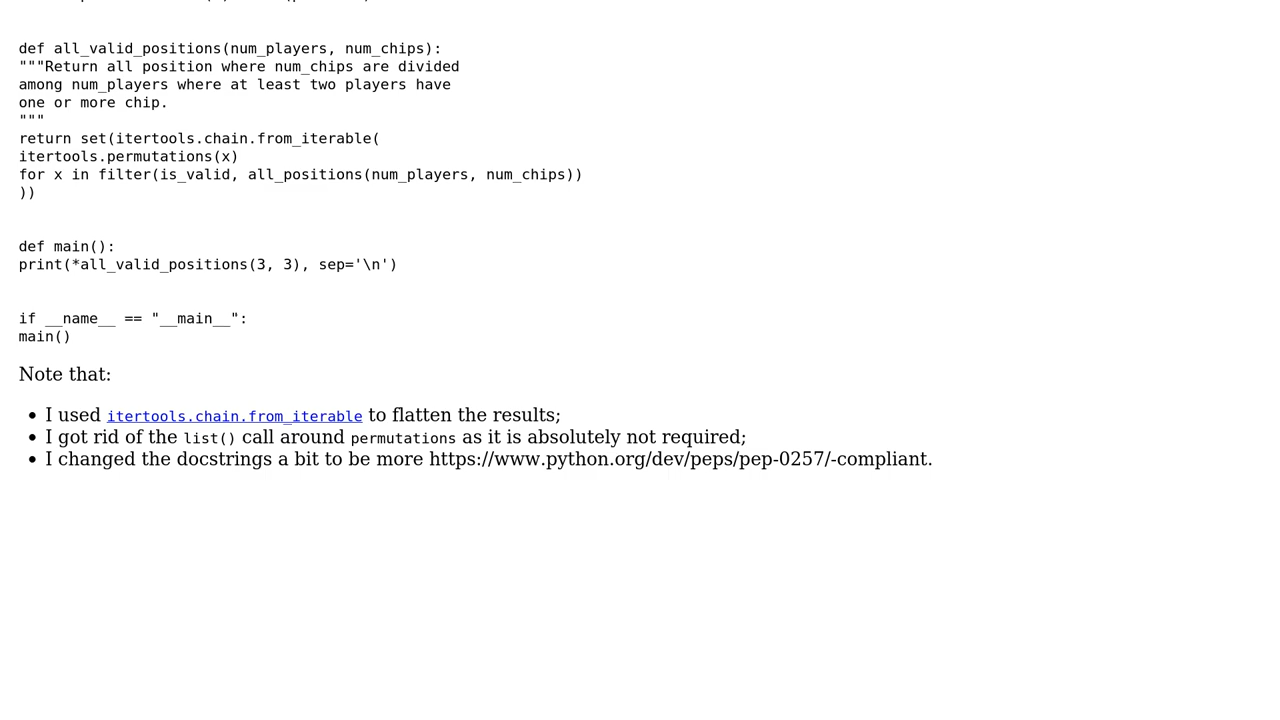 def all_valid_positions(num_players, num_chips):
"""Return all position where num_chips are divided
among num_players where at least two players have
one or more chip.
"""
return set(itertools.chain.from_iterable(
itertools.permutations(x)
for x in filter(is_valid, all_positions(num_players, num_chips))
))
def main():
print(*all_valid_positions(3, 3), sep='\n')
if __name__ == "__main__":
main()
Note that:
• I used itertools.chain.from_iterable to flatten the results;
• I got rid of the list() call around permutations as it is absolutely not required;
• I changed the docstrings a bit to be more https://www.python.org/dev/peps/pep-0257/-compliant.